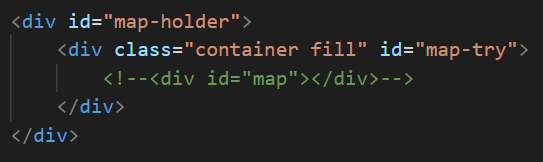 <div id="map-holder">
    <div class="container fill" id="map-try">
        <!--<div id="map"></div>-->
    </div>
</div>